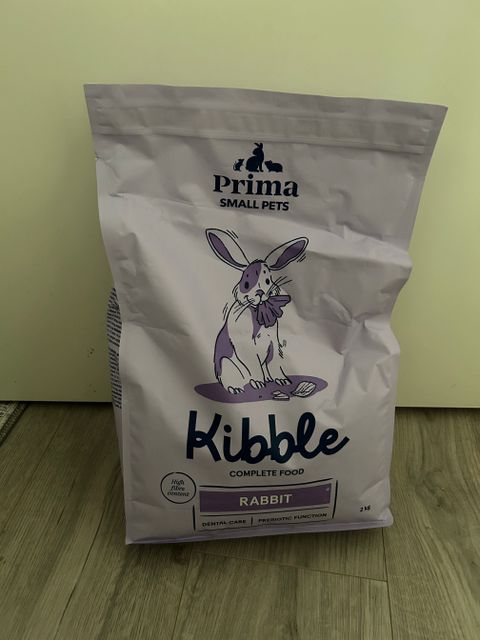 Prima
SMALL PETS
Kibble
COMPLETE FOOD
High
fibre
content
RABBIT
DENTAL CARE | PREBIOTIC FUNCTION
2 kg